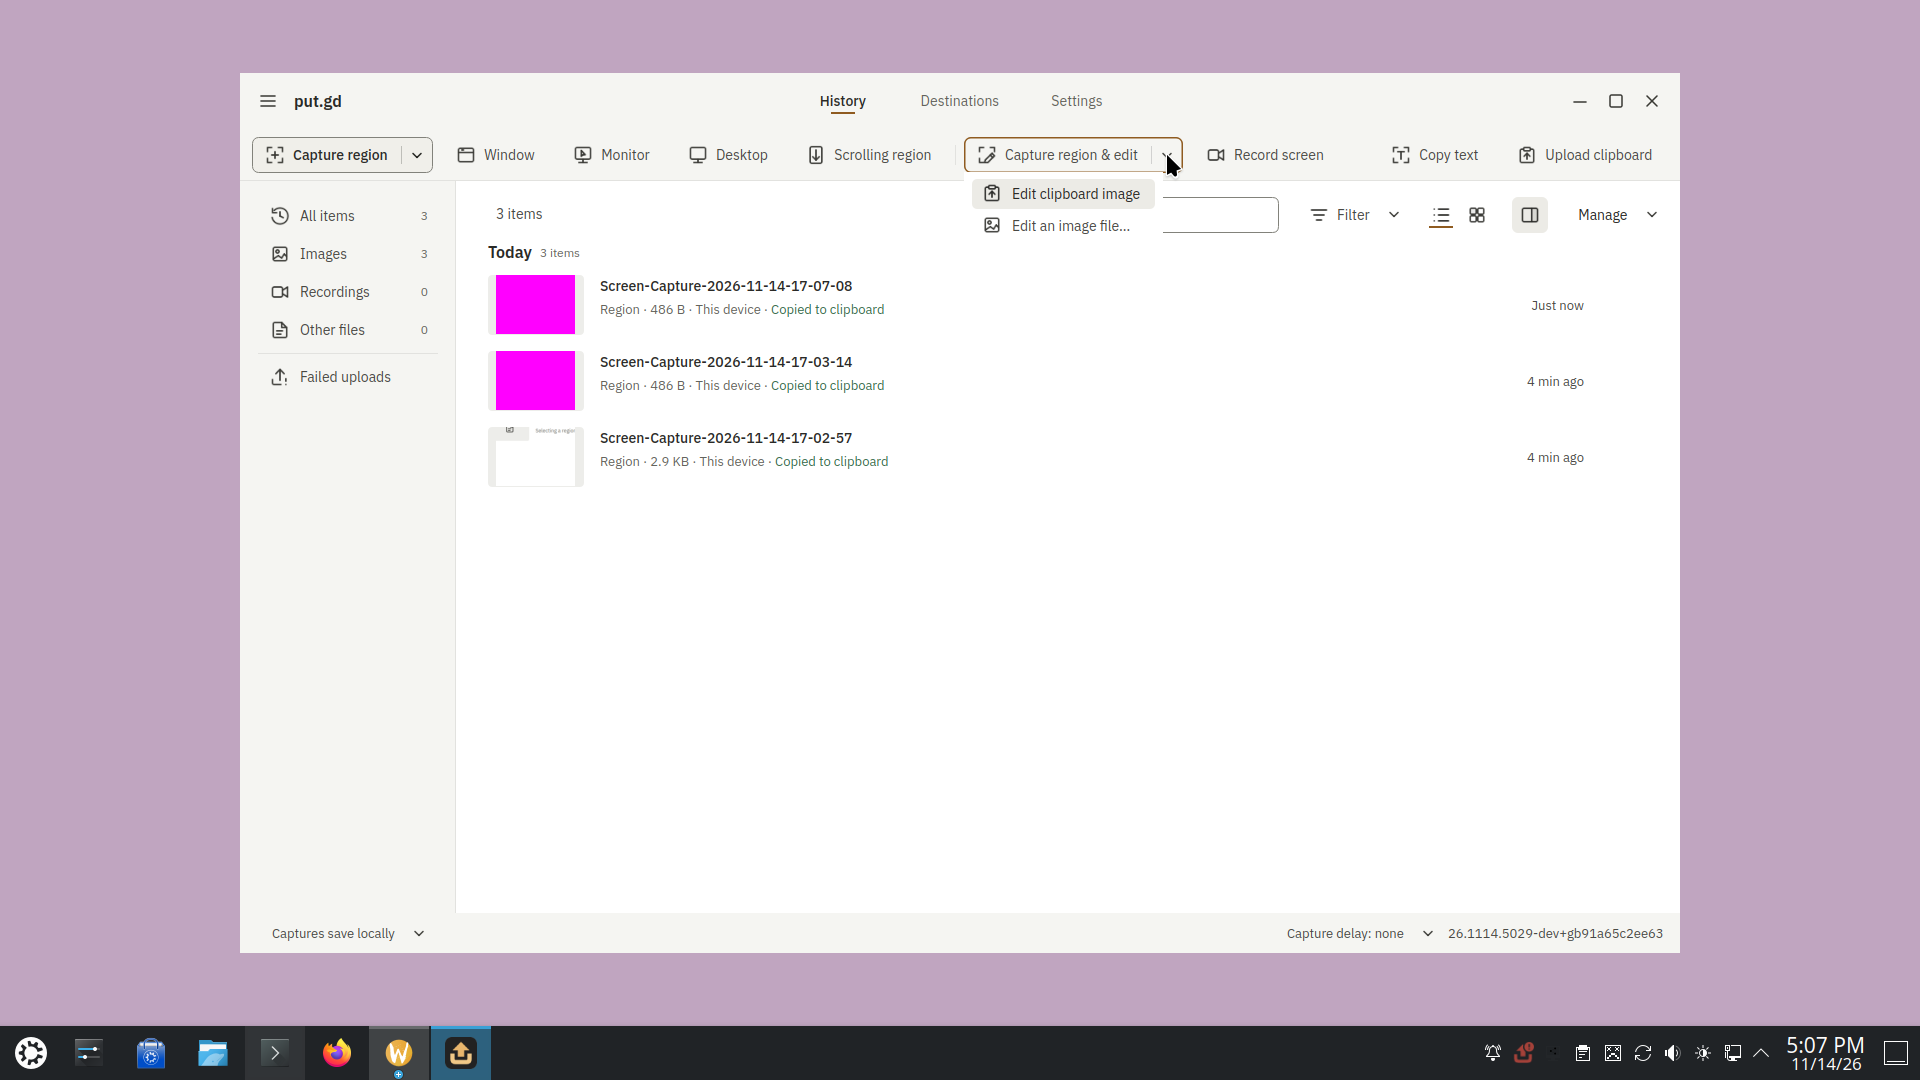 put.gd
History
Destinations
Settings
Capture region
Window
Monitor
Desktop
Scrolling region
Capture region & edit
Record screen
Copy text
Upload clipboard
Edit clipboard image
Edit an image file...
All items 3
Images 3
Recordings 0
Other files 0
Failed uploads
3 items
Filter
Manage
Today 3 items
Screen-Capture-2026-11-14-17-07-08
Region · 486 B · This device · Copied to clipboard
Just now
Screen-Capture-2026-11-14-17-03-14
Region · 486 B · This device · Copied to clipboard
4 min ago
Selecting a region
Screen-Capture-2026-11-14-17-02-57
Region · 2.9 KB · This device · Copied to clipboard
4 min ago
Captures save locally
Capture delay: none
26.1114.5029-dev+gb91a65c2ee63
5:07 PM
11/14/26